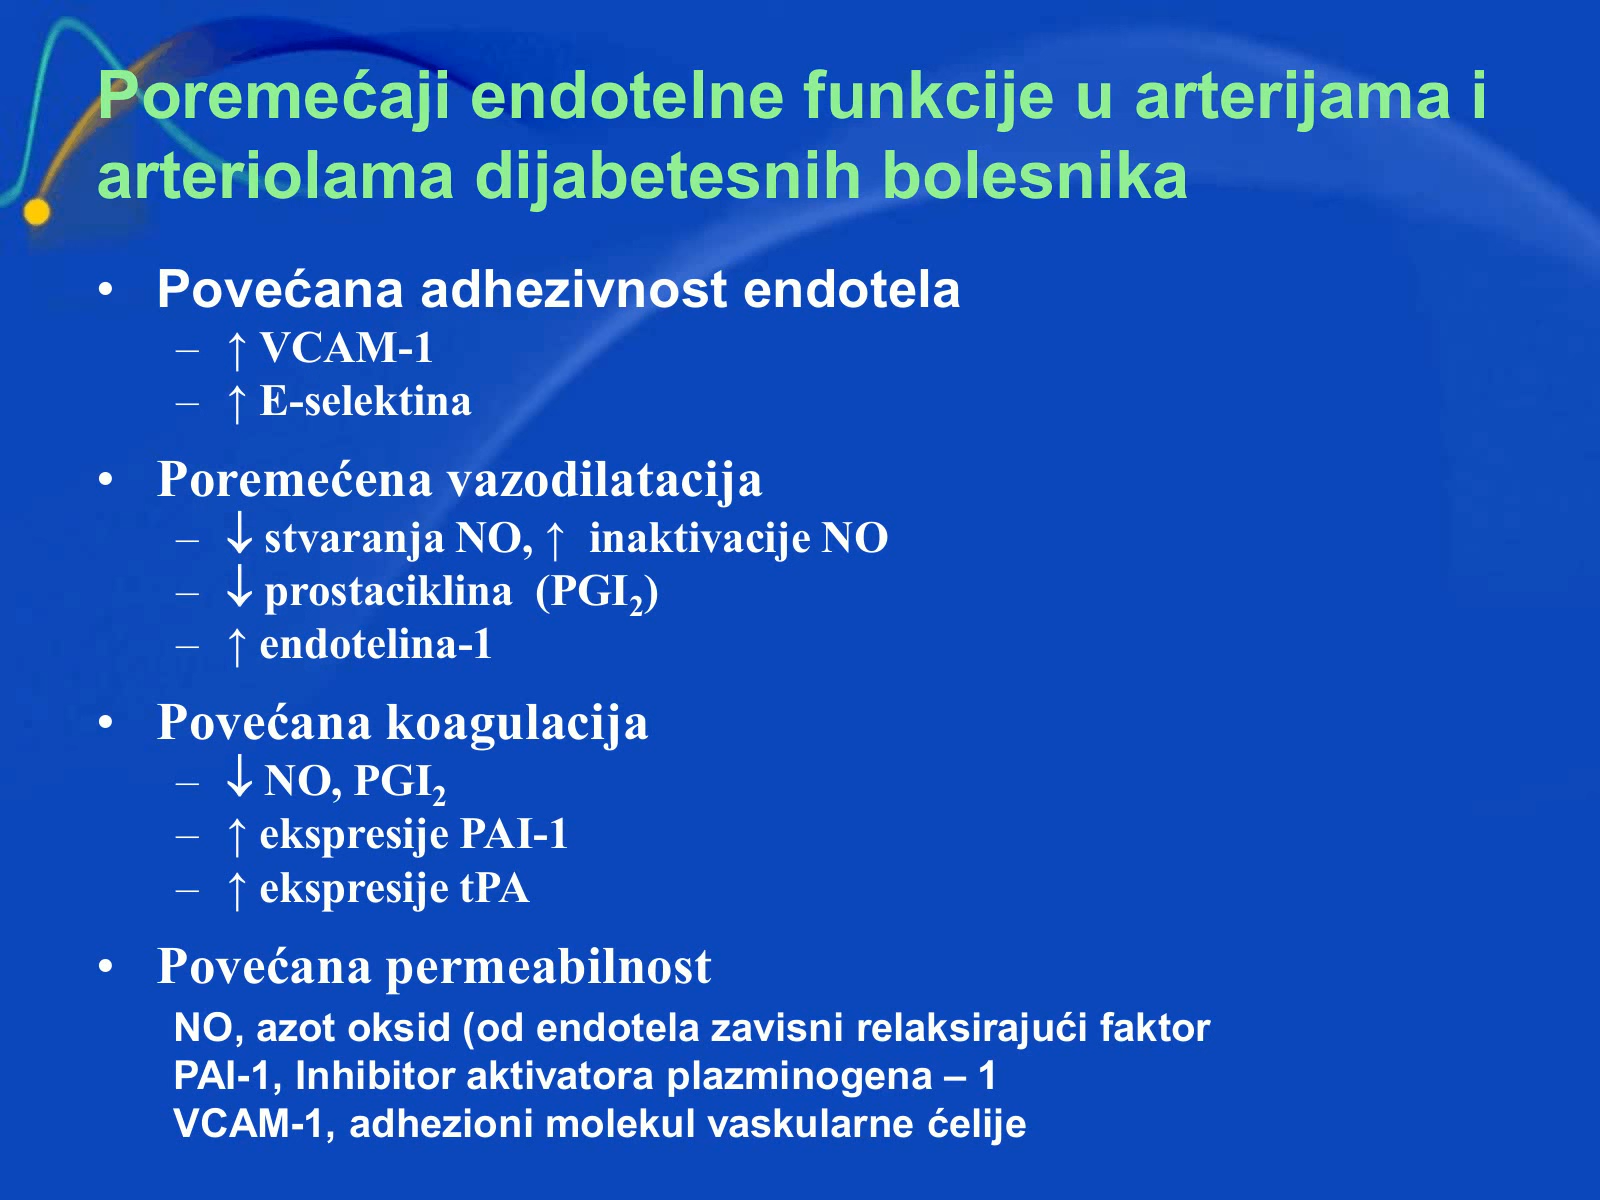 Poremećaji endotelne funkcije u arterijama i
arteriolama dijabetesnih bolesnika
• Povećana adhezivnost endotela
– ↑ VCAM-1
– ↑ E-selektina
• Poremećena vazodilatacija
– ↓ stvaranja NO, ↑ inaktivacije NO
– ↓ prostaciklina (PGI₂)
– ↑ endotelina-1
• Povećana koagulacija
– ↓ NO, PGI₂
– ↑ ekspresije PAI-1
– ↑ ekspresije tPA
• Povećana permeabilnost
NO, azot oksid (od endotela zavisni relaksirajući faktor
PAI-1, Inhibitor aktivatora plazminogena – 1
VCAM-1, adhezioni molekul vaskularne ćelije